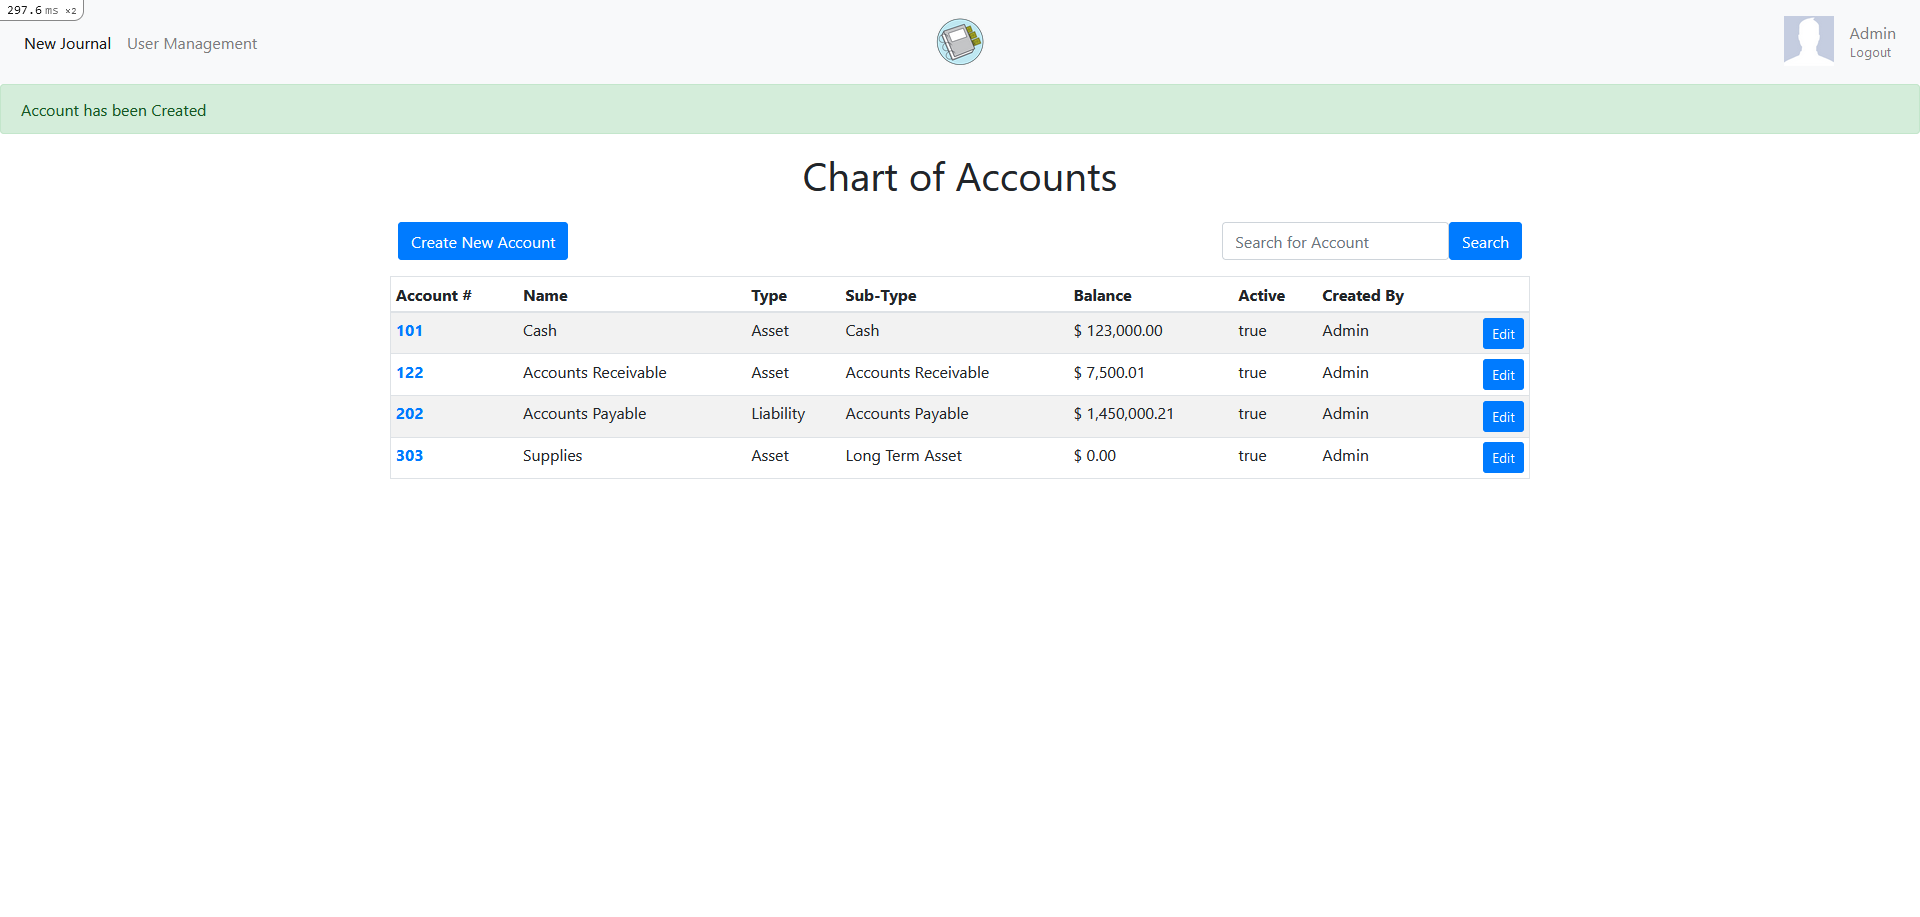 297.6 ms ×2
New Journal User Management
Admin
Logout
Account has been Created
Chart of Accounts
Create New Account Search for Account Search
Account # Name Type Sub-Type Balance Active Created By
101 Cash Asset Cash $ 123,000.00 true Admin Edit
122 Accounts Receivable Asset Accounts Receivable $ 7,500.01 true Admin Edit
202 Accounts Payable Liability Accounts Payable $ 1,450,000.21 true Admin Edit
303 Supplies Asset Long Term Asset $ 0.00 true Admin Edit